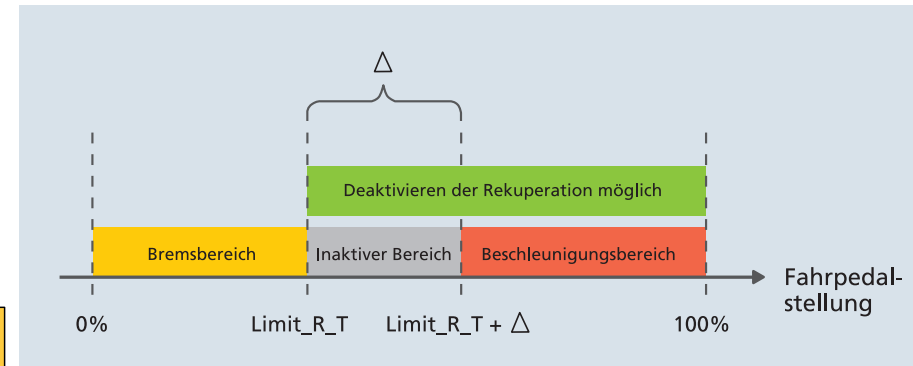 Δ
Deaktivieren der Rekuperation möglich
Bremsbereich Inaktiver Bereich Beschleunigungsbereich
Fahrpedal-
stellung
0% Limit_R_T Limit_R_T + Δ 100%